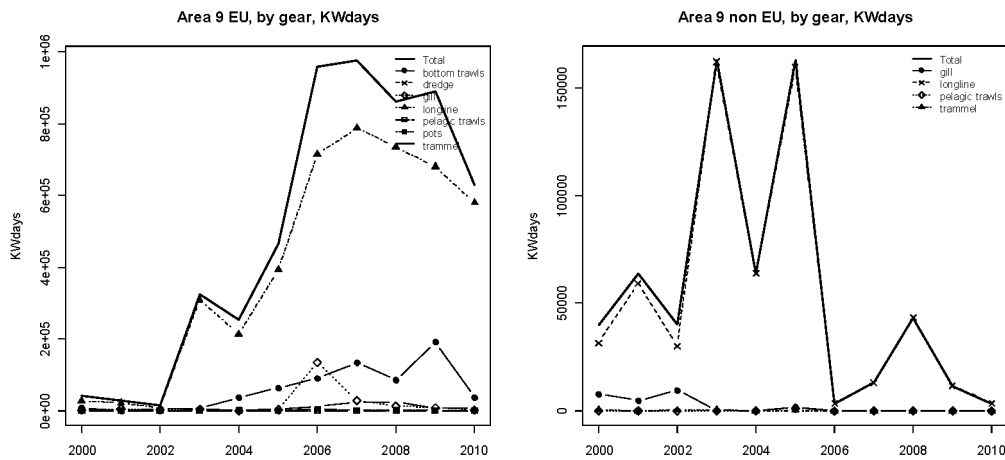 Area 9 EU, by gear, KWdays
KWdays
1e+06
8e+05
6e+05
4e+05
2e+05
0e+00
2000 2002 2004 2006 2008 2010
Total
bottom trawls
dredge
gill
longline
pelagic trawls
pots
trammel
Area 9 non EU, by gear, KWdays
KWdays
150000
100000
50000
0
2000 2002 2004 2006 2008 2010
Total
gill
longline
pelagic trawls
trammel